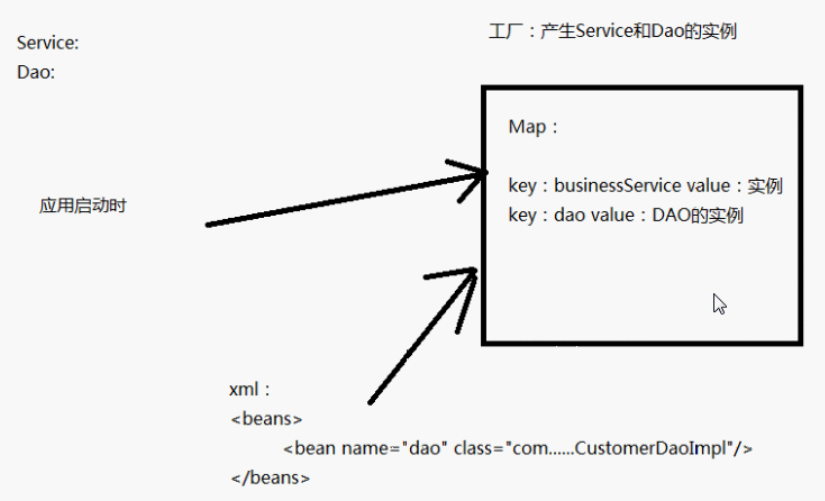 Service:
Dao:
工厂：产生Service和Dao的实例
Map：
key：businessService value：实例
key：dao value：DAO的实例
应用启动时
xml：
<beans>
<bean name="dao" class="com......CustomerDaoImpl"/>
</beans>